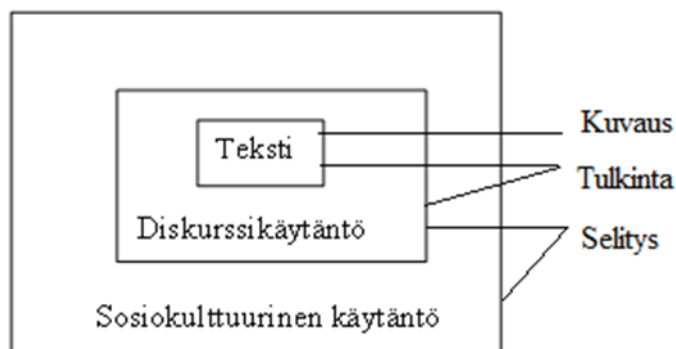 Teksti
Diskurssikäytäntö
Sosiokulttuurinen käytäntö
Kuvaus
Tulkinta
Selitys